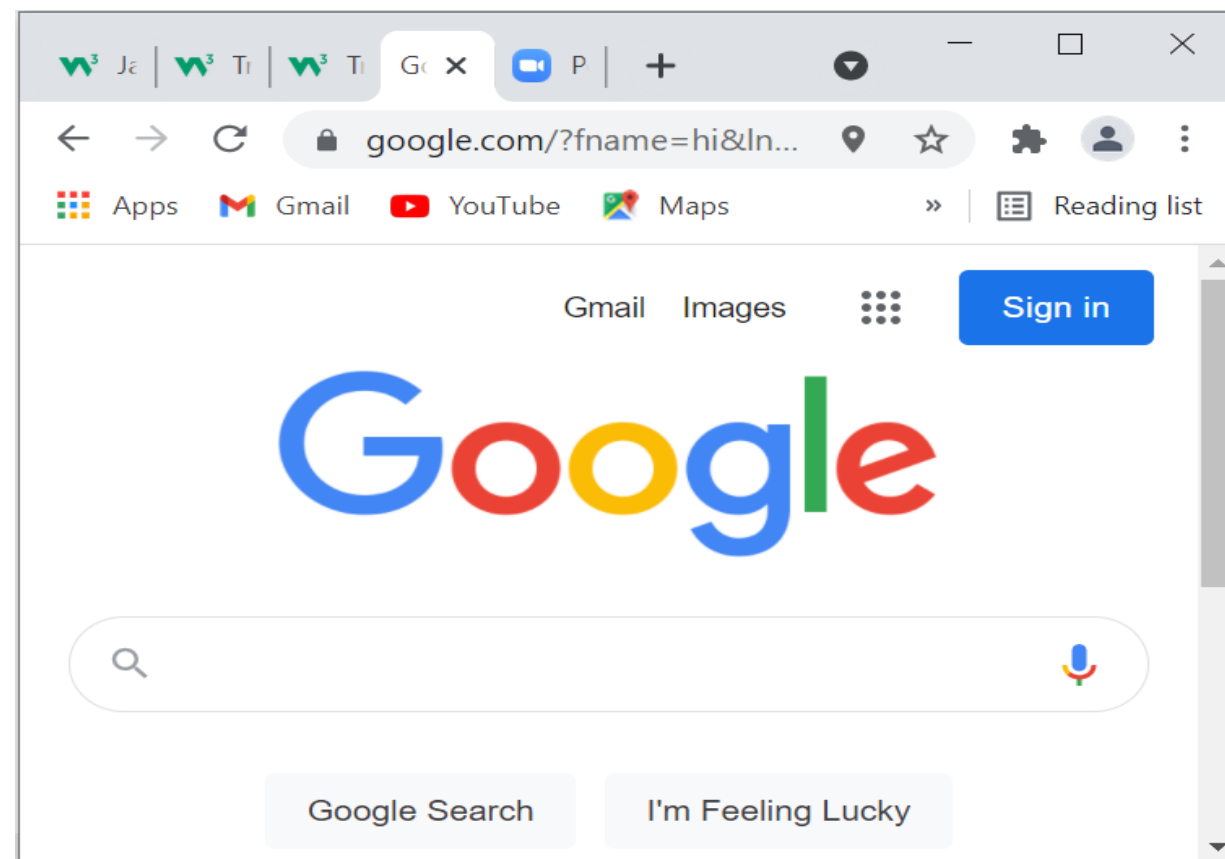 Ja Tr Tr G P
google.com/?fname=hi&ln...
Apps Gmail YouTube Maps » Reading list
Gmail Images Sign in
Google
Google Search I'm Feeling Lucky